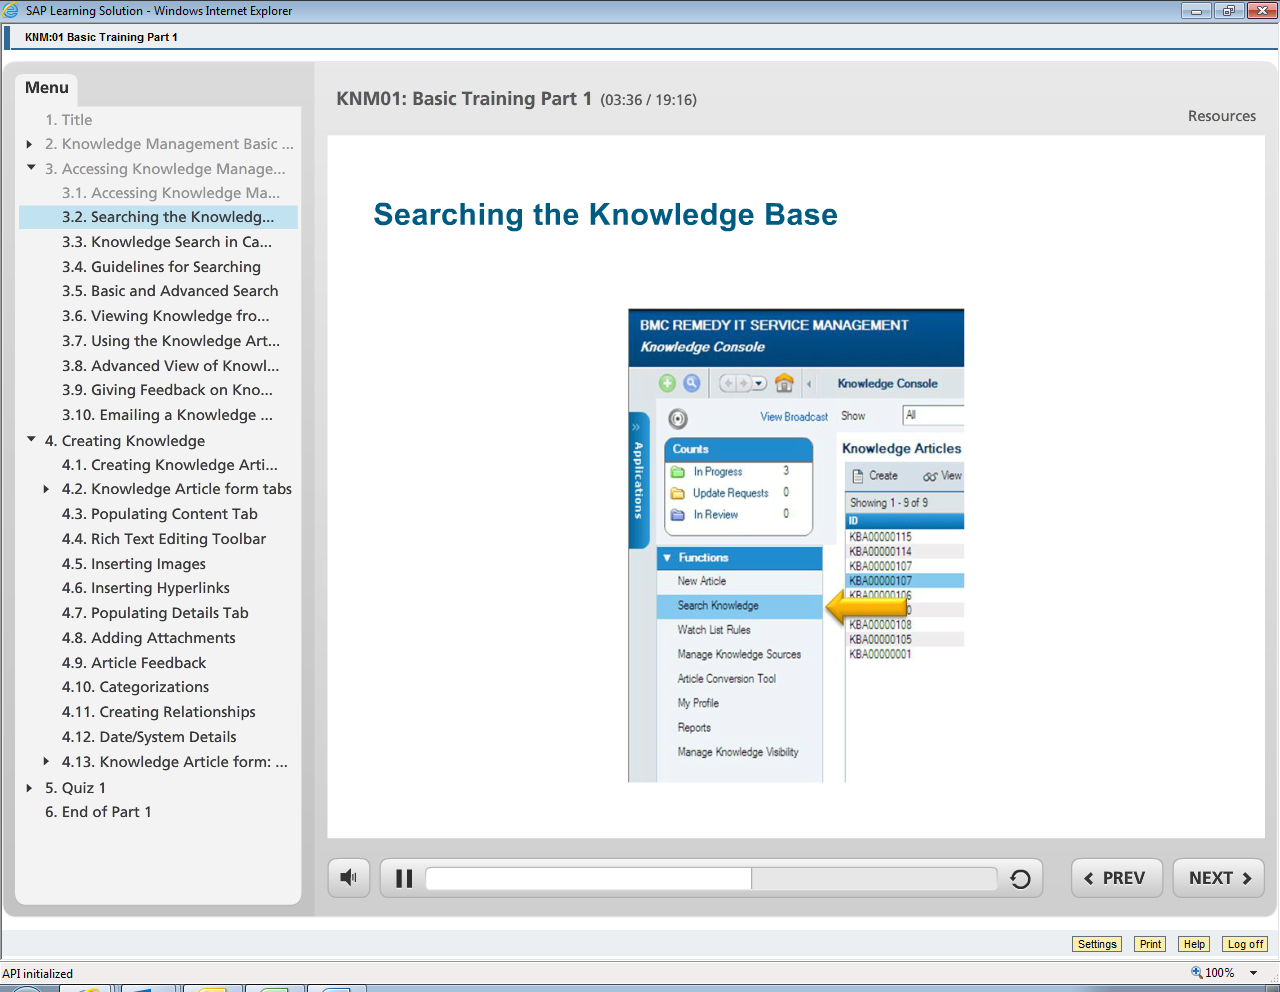 SAP Learning Solution - Windows Internet Explorer
KNM:01 Basic Training Part 1
Menu
1. Title
2. Knowledge Management Basic ...
3. Accessing Knowledge Manage...
3.1. Accessing Knowledge Ma...
3.2. Searching the Knowledg...
3.3. Knowledge Search in Ca...
3.4. Guidelines for Searching
3.5. Basic and Advanced Search
3.6. Viewing Knowledge fro...
3.7. Using the Knowledge Art...
3.8. Advanced View of Knowl...
3.9. Giving Feedback on Kno...
3.10. Emailing a Knowledge ...
4. Creating Knowledge
4.1. Creating Knowledge Arti...
4.2. Knowledge Article form tabs
4.3. Populating Content Tab
4.4. Rich Text Editing Toolbar
4.5. Inserting Images
4.6. Inserting Hyperlinks
4.7. Populating Details Tab
4.8. Adding Attachments
4.9. Article Feedback
4.10. Categorizations
4.11. Creating Relationships
4.12. Date/System Details
4.13. Knowledge Article form: ...
5. Quiz 1
6. End of Part 1
KNM01: Basic Training Part 1 (03:36 / 19:16)
Resources
Searching the Knowledge Base
BMC REMEDY IT SERVICE MANAGEMENT
Knowledge Console
Knowledge Console
View Broadcast Show All
Applications
Counts
In Progress 3
Update Requests 0
In Review 0
Functions
New Article
Search Knowledge
Watch List Rules
Manage Knowledge Sources
Article Conversion Tool
My Profile
Reports
Manage Knowledge Visibility
Knowledge Articles
Create View
Showing 1 - 9 of 9
ID
KBA00000115
KBA00000114
KBA00000107
KBA00000107
KBA00000106
0
KBA00000108
KBA00000105
KBA00000001
PREV
NEXT
Settings Print Help Log off
API initialized
100%